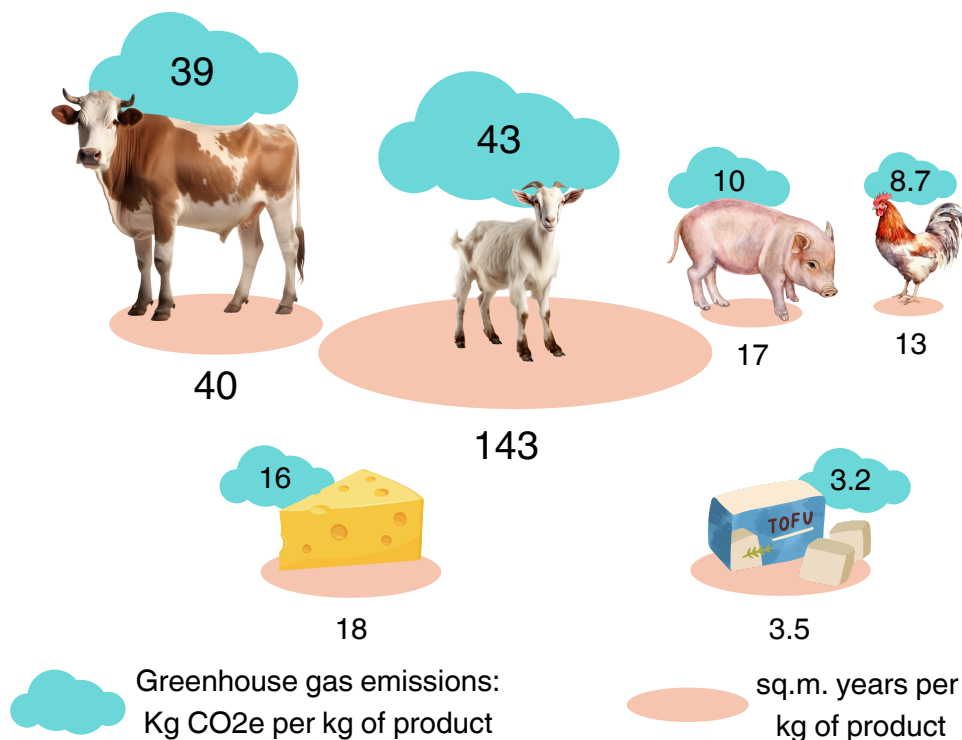 39
43
10
8.7
40
143
17
13
16
3.2
TOFU
18
3.5
Greenhouse gas emissions:
Kg CO2e per kg of product
sq.m. years per
kg of product